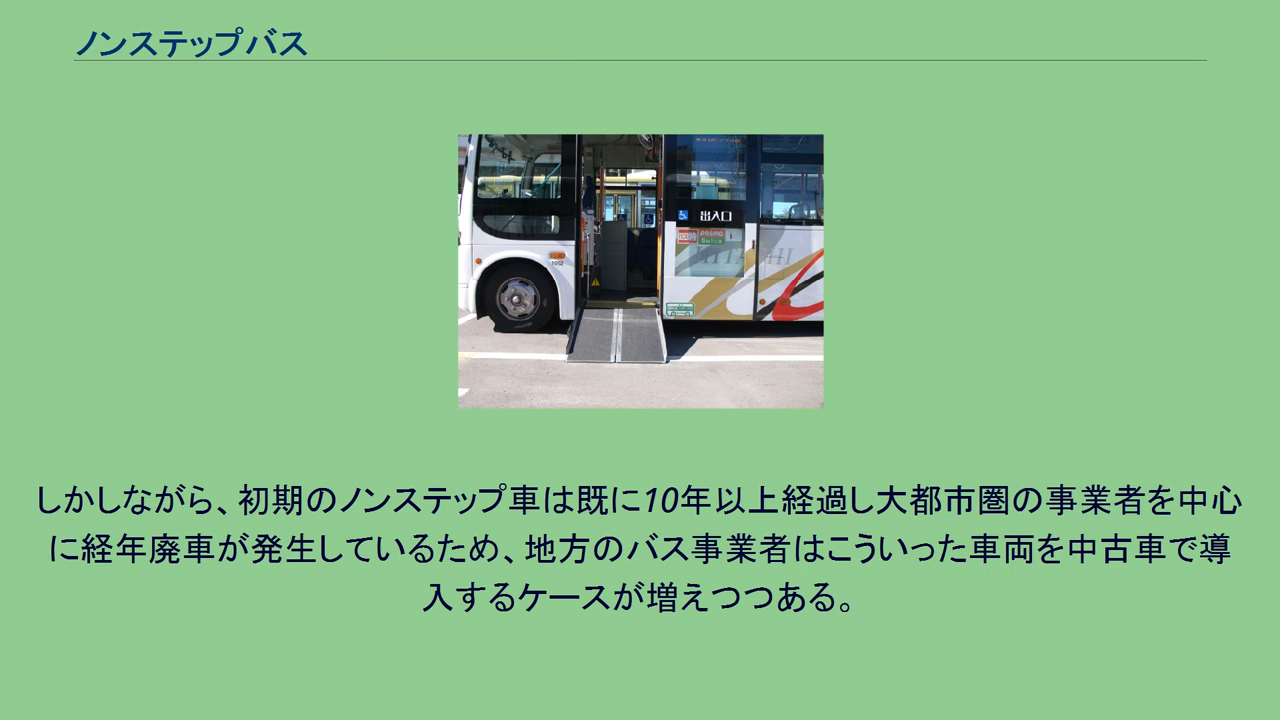 ノンステップバス
出入口
PASMO
Suica
HITACHI
1052
しかしながら、初期のノンステップ車は既に10年以上経過し大都市圏の事業者を中心
に経年廃車が発生しているため、地方のバス事業者はこういった車両を中古車で導
入するケースが増えつつある。